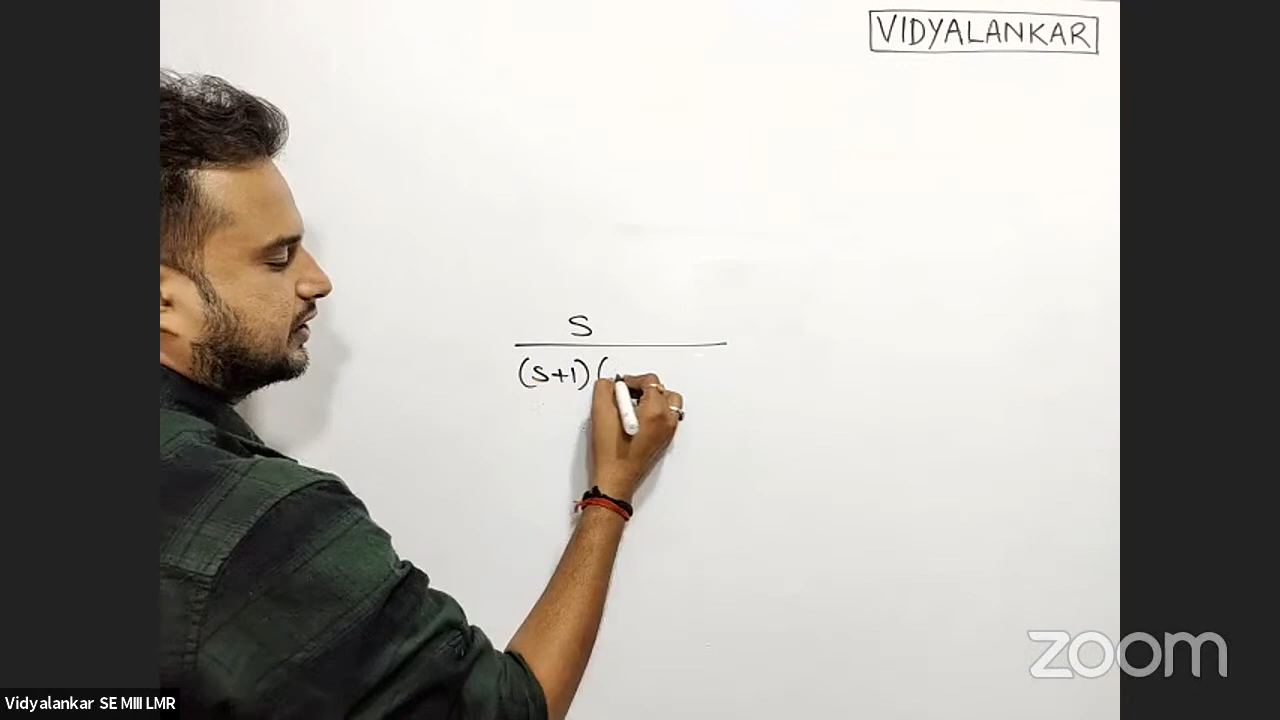 VIDYALANKAR
S
(s+1)(
zoom
Vidyalankar SE MIII LMR